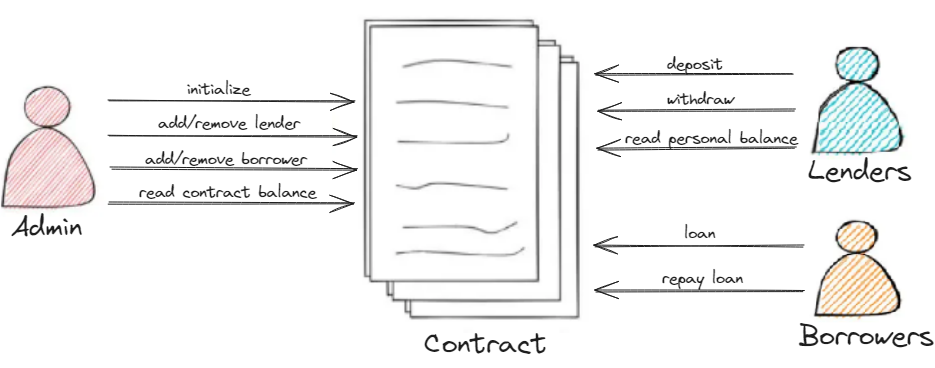 initialize
add/remove lender
add/remove borrower
read contract balance
Admin
Contract
deposit
withdraw
read personal balance
Lenders
loan
repay loan
Borrowers